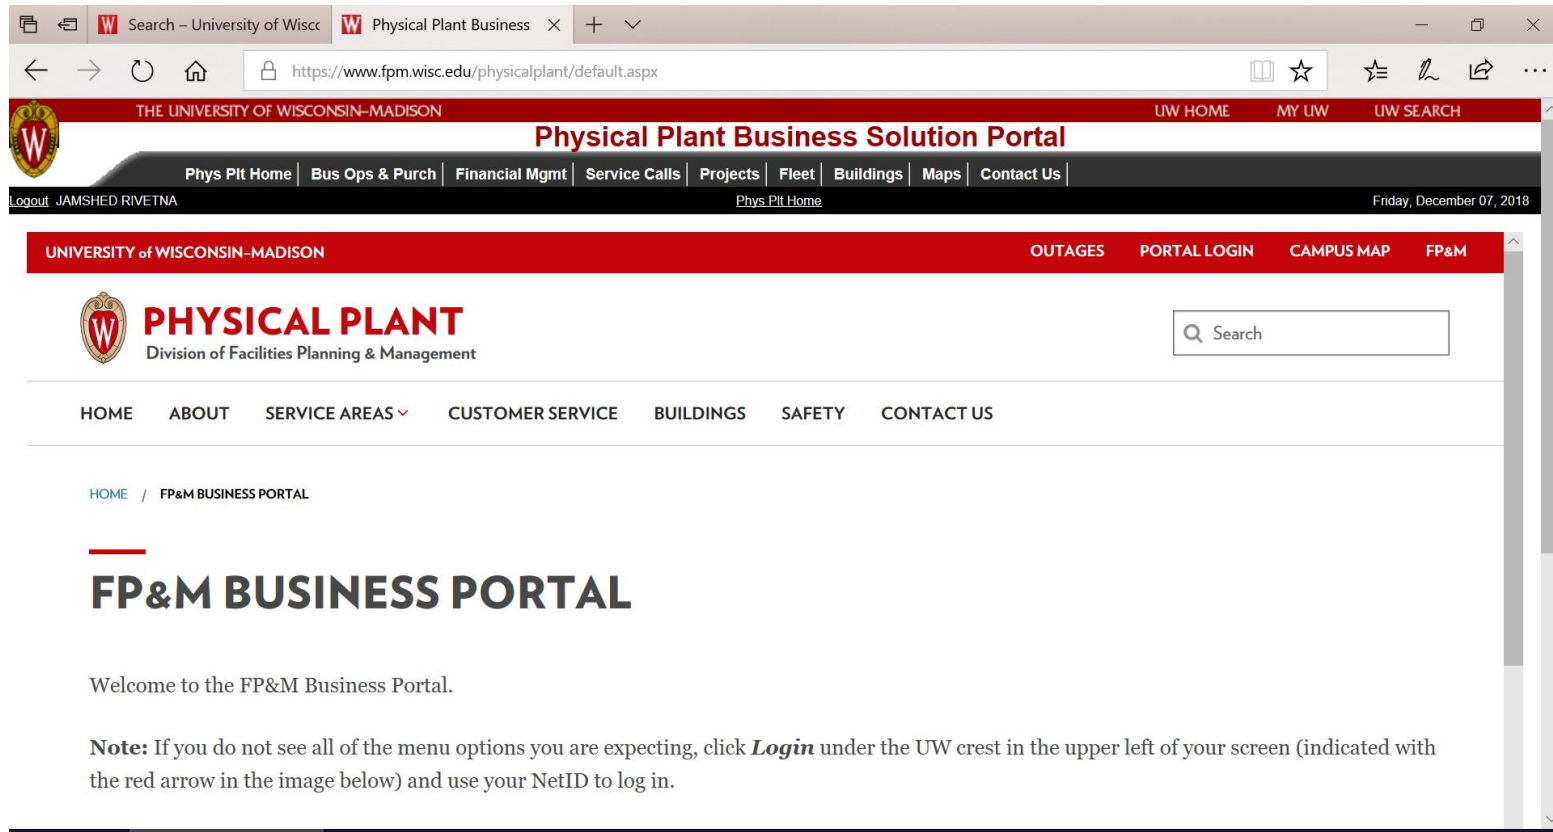 Search – University of Wiscc
Physical Plant Business
https://www.fpm.wisc.edu/physicalplant/default.aspx
THE UNIVERSITY OF WISCONSIN–MADISON UW HOME MY UW UW SEARCH
Physical Plant Business Solution Portal
Phys Plt Home Bus Ops & Purch Financial Mgmt Service Calls Projects Fleet Buildings Maps Contact Us
Logout JAMSHED RIVETNA Phys Plt Home Friday, December 07, 2018
UNIVERSITY of WISCONSIN–MADISON OUTAGES PORTAL LOGIN CAMPUS MAP FP&M
PHYSICAL PLANT
Division of Facilities Planning & Management
Search
HOME ABOUT SERVICE AREAS CUSTOMER SERVICE BUILDINGS SAFETY CONTACT US
HOME / FP&M BUSINESS PORTAL
FP&M BUSINESS PORTAL
Welcome to the FP&M Business Portal.
Note: If you do not see all of the menu options you are expecting, click Login under the UW crest in the upper left of your screen (indicated with
the red arrow in the image below) and use your NetID to log in.